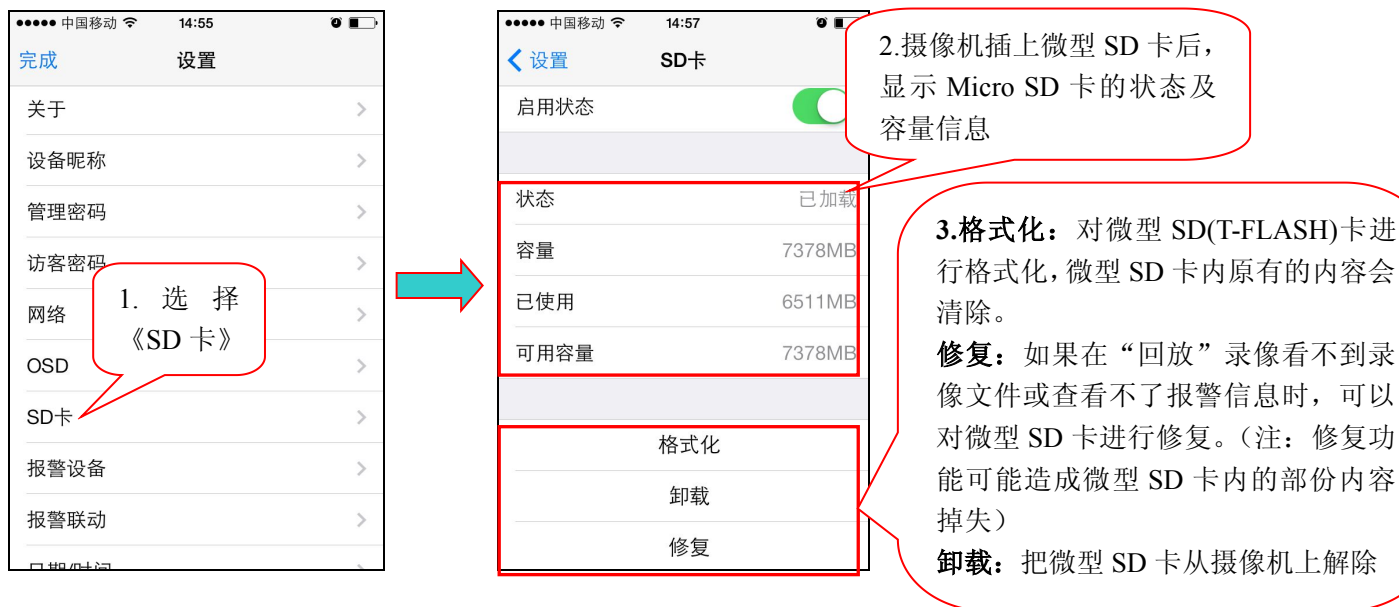 ●●●●● 中国移动 14:55
完成 设置
关于
设备昵称
管理密码
访客密码
网络
OSD
SD卡
报警设备
报警联动
日期/时间
1. 选 择
《SD 卡》
●●●●● 中国移动 14:57
设置 SD卡
启用状态
状态 已加载
容量 7378MB
已使用 6511MB
可用容量 7378MB
格式化
卸载
修复
2.摄像机插上微型 SD 卡后，
显示 Micro SD 卡的状态及
容量信息
3.格式化：对微型 SD(T-FLASH)卡进
行格式化，微型 SD 卡内原有的内容会
清除。
修复：如果在“回放”录像看不到录
像文件或查看不了报警信息时，可以
对微型 SD 卡进行修复。（注：修复功
能可能造成微型 SD 卡内的部份内容
掉失）
卸载：把微型 SD 卡从摄像机上解除